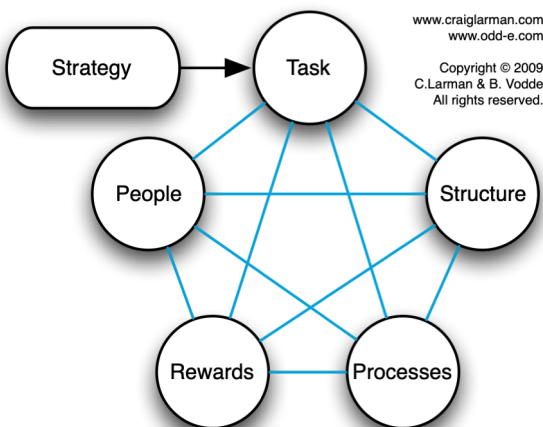 www.craiglarman.com
www.odd-e.com
Copyright © 2009
C.Larman & B. Vodde
All rights reserved.
Strategy
Task
People
Structure
Rewards
Processes